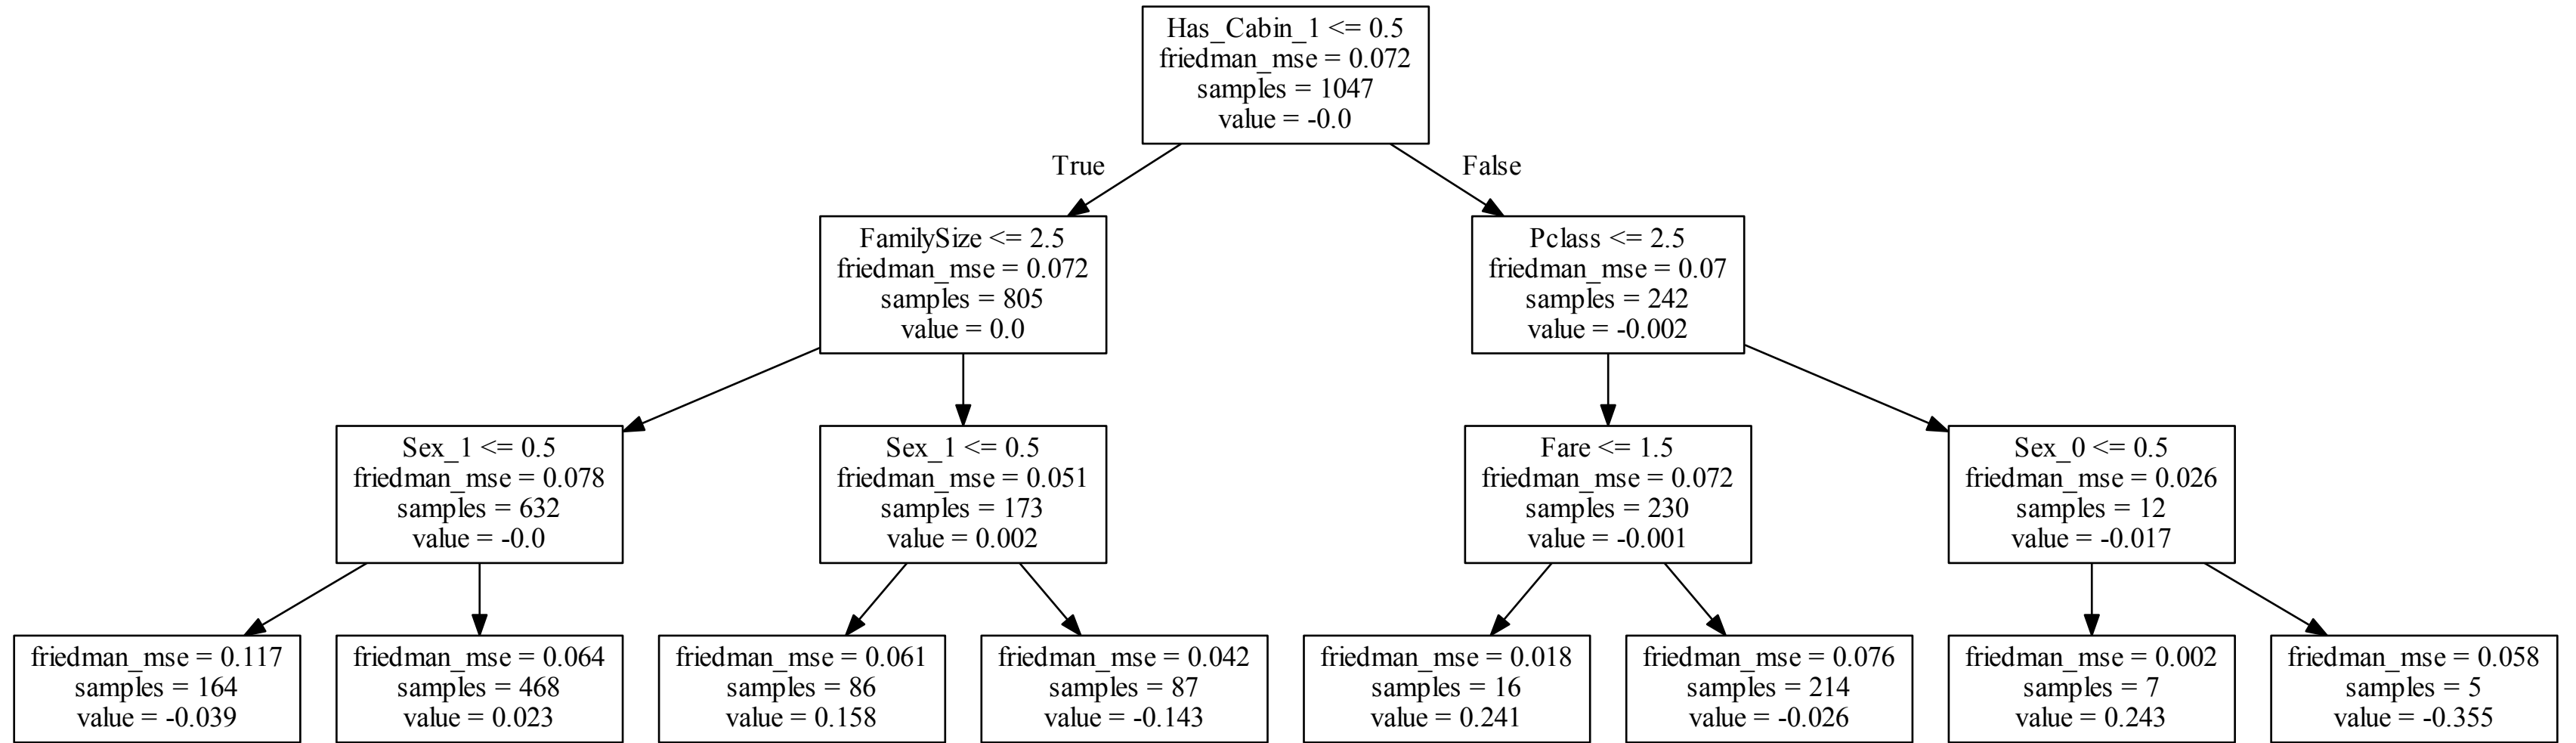 Has_Cabin_1 <= 0.5
friedman_mse = 0.072
samples = 1047
value = -0.0
True
False
FamilySize <= 2.5
friedman_mse = 0.072
samples = 805
value = 0.0
Pclass <= 2.5
friedman_mse = 0.07
samples = 242
value = -0.002
Sex_1 <= 0.5
friedman_mse = 0.078
samples = 632
value = -0.0
Sex_1 <= 0.5
friedman_mse = 0.051
samples = 173
value = 0.002
Fare <= 1.5
friedman_mse = 0.072
samples = 230
value = -0.001
Sex_0 <= 0.5
friedman_mse = 0.026
samples = 12
value = -0.017
friedman_mse = 0.117
samples = 164
value = -0.039
friedman_mse = 0.064
samples = 468
value = 0.023
friedman_mse = 0.061
samples = 86
value = 0.158
friedman_mse = 0.042
samples = 87
value = -0.143
friedman_mse = 0.018
samples = 16
value = 0.241
friedman_mse = 0.076
samples = 214
value = -0.026
friedman_mse = 0.002
samples = 7
value = 0.243
friedman_mse = 0.058
samples = 5
value = -0.355